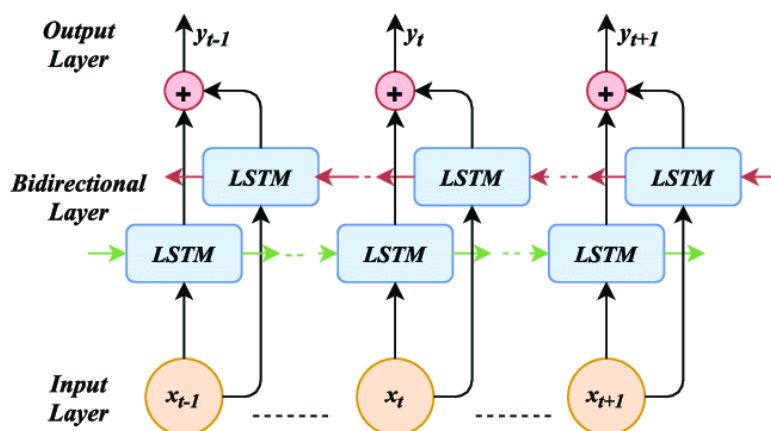 Output
Layer
y_{t-1}
y_t
y_{t+1}
+
+
+
Bidirectional
Layer
LSTM
LSTM
LSTM
LSTM
LSTM
LSTM
Input
Layer
x_{t-1}
x_t
x_{t+1}